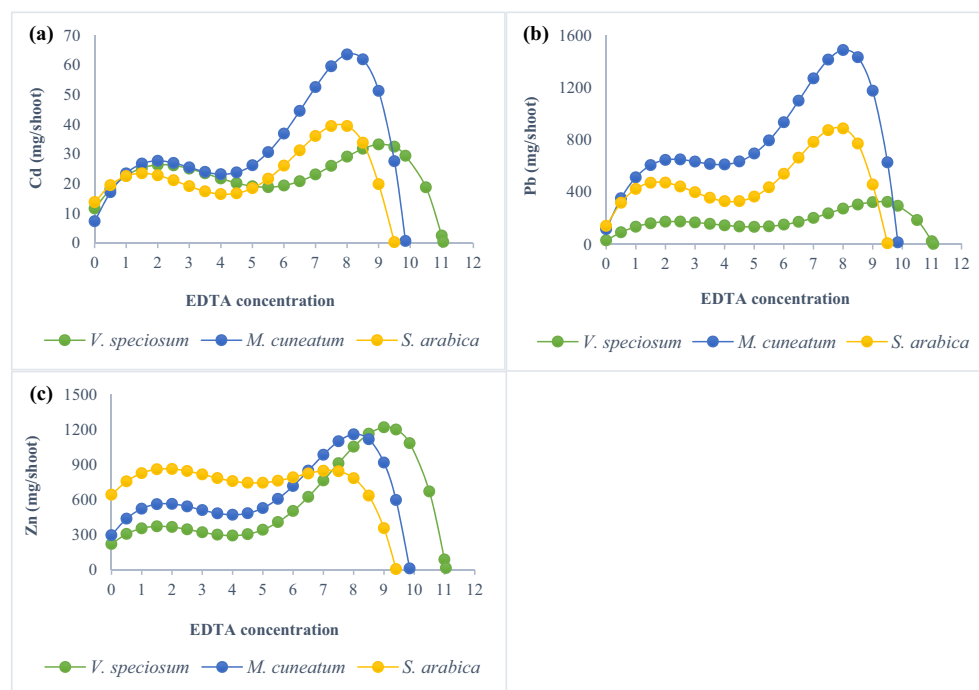 (a)
70
60
50
40
30
20
10
0
Cd (mg/shoot)
0 1 2 3 4 5 6 7 8 9 10 11 12
EDTA concentration
V. speciosum M. cuneatum S. arabica
(b)
1600
1200
800
400
0
Pb (mg/shoot)
0 1 2 3 4 5 6 7 8 9 10 11 12
EDTA concentration
V. speciosum M. cuneatum S. arabica
(c)
1500
1200
900
600
300
0
Zn (mg/shoot)
0 1 2 3 4 5 6 7 8 9 10 11 12
EDTA concentration
V. speciosum M. cuneatum S. arabica